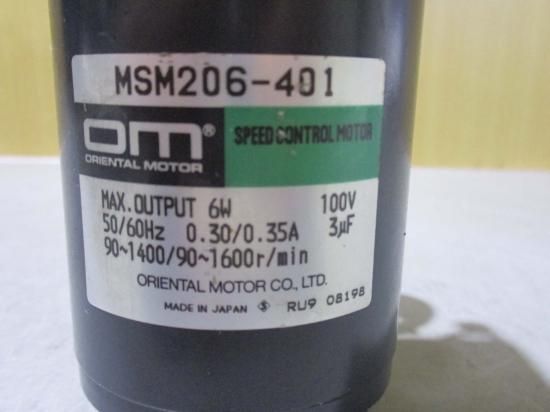 MSM206-401
OM®
ORIENTAL MOTOR
SPEED CONTROL MOTOR
MAX.OUTPUT 6W 100V
50/60Hz 0.30/0.35A 3µF
90~1400/90~1600r/min
ORIENTAL MOTOR CO., LTD.
MADE IN JAPAN Ⓢ RU9 08198